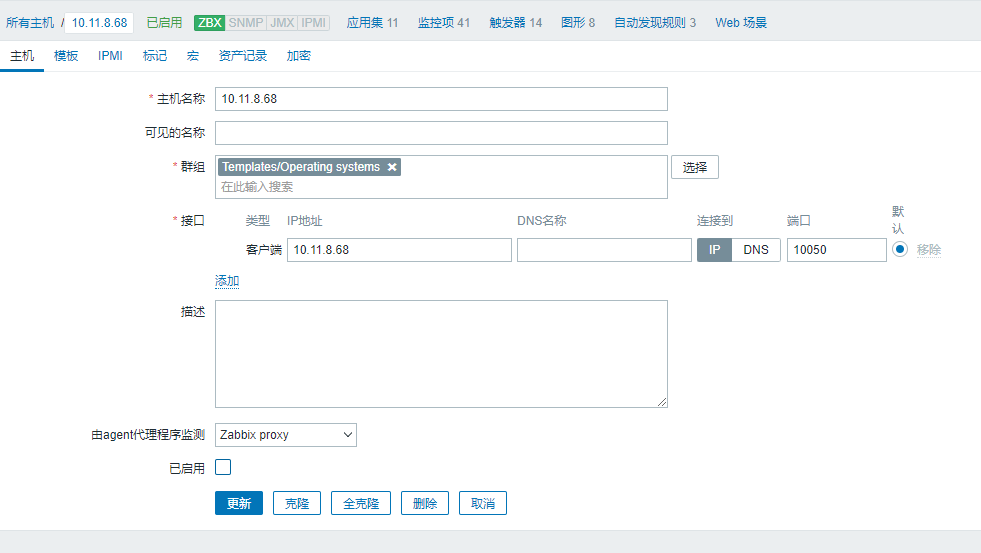 所有主机 / 10.11.8.68 已启用 ZBX SNMP JMX IPMI 应用集 11 监控项 41 触发器 14 图形 8 自动发现规则 3 Web 场景
主机 模板 IPMI 标记 宏 资产记录 加密
* 主机名称 10.11.8.68
可见的名称
* 群组 Templates/Operating systems × 选择
在此输入搜索
* 接口 类型 IP地址 DNS名称 连接到 端口 默认
客户端 10.11.8.68 IP DNS 10050 移除
添加
描述
由agent代理程序监测 Zabbix proxy
已启用
更新 克隆 全克隆 删除 取消